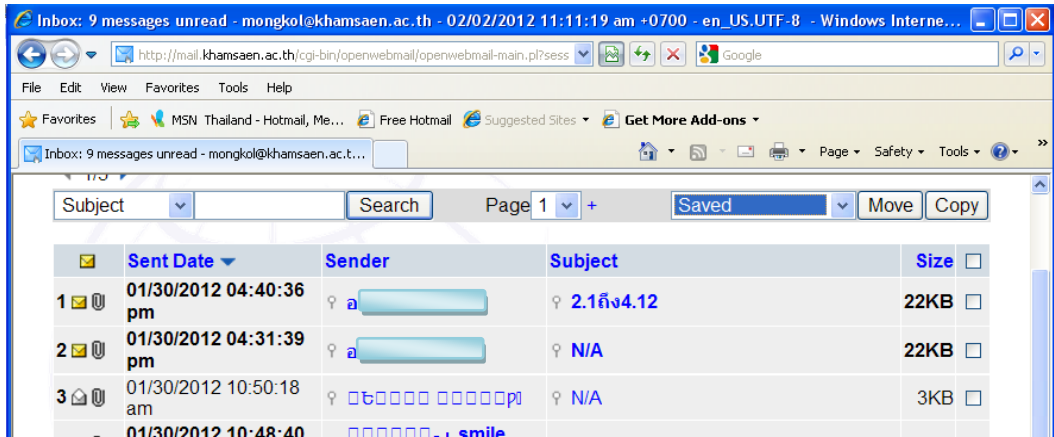 Inbox: 9 messages unread - mongkol@khamsaen.ac.th - 02/02/2012 11:11:19 am +0700 - en_US.UTF-8 - Windows Interne...
http://mail.khamsaen.ac.th/cgi-bin/openwebmail/openwebmail-main.pl?sess Google
File Edit View Favorites Tools Help
Favorites MSN Thailand - Hotmail, Me... Free Hotmail Suggested Sites Get More Add-ons
Inbox: 9 messages unread - mongkol@khamsaen.ac.t... Page Safety Tools
1/3
Subject Search Page 1 + Saved Move Copy
Sent Date Sender Subject Size
1 01/30/2012 04:40:36 pm อ 2.1ถึง4.12 22KB
2 01/30/2012 04:31:39 pm อ N/A 22KB
3 01/30/2012 10:50:18 am N/A 3KB
01/30/2012 10:48:40 smile